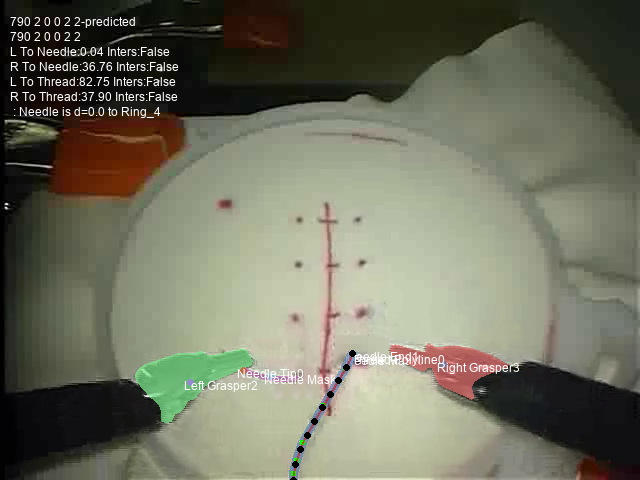 790 2 0 0 2 2-predicted
790 2 0 0 2 2
L To Needle:0.04 Inters:False
R To Needle:36.76 Inters:False
L To Thread:82.75 Inters:False
R To Thread:37.90 Inters:False
: Needle is d=0.0 to Ring_4
Needle Tip0
Needle Mask
Left Grasper2
Right Grasper3